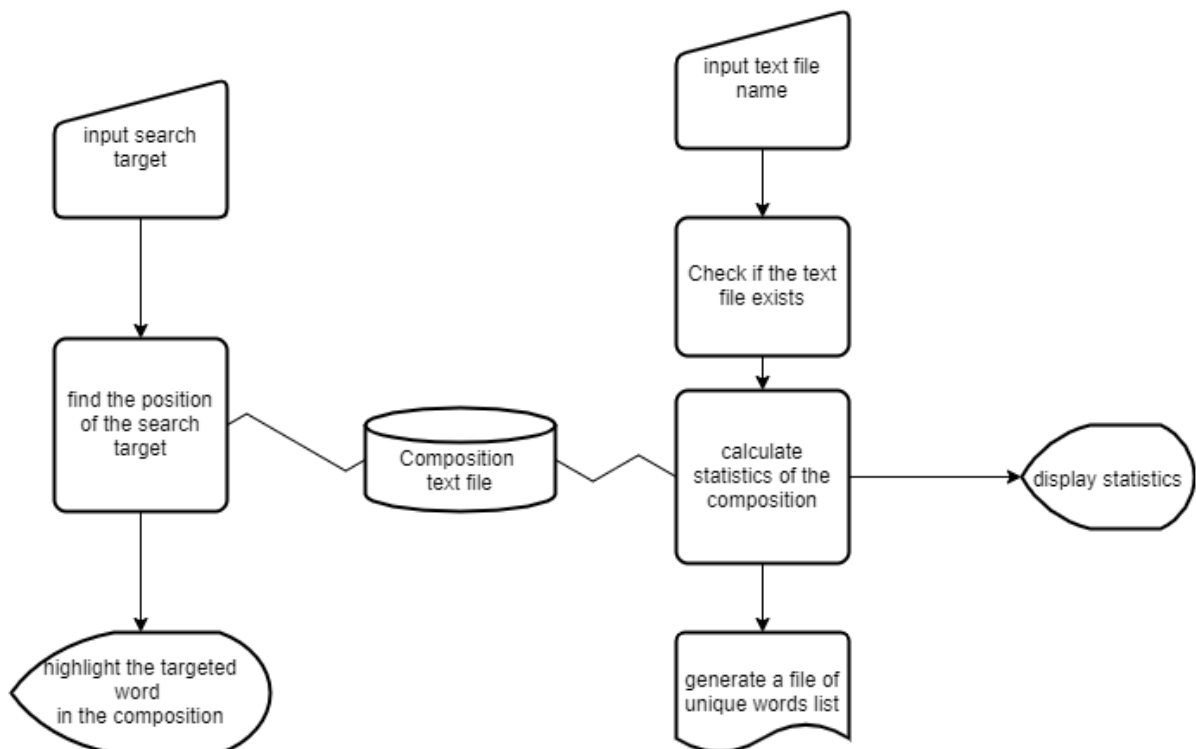 input text file
name
input search
target
Check if the text
file exists
find the position
of the search
target
Composition
text file
calculate
statistics of the
composition
display statistics
highlight the targeted
word
in the composition
generate a file of
unique words list